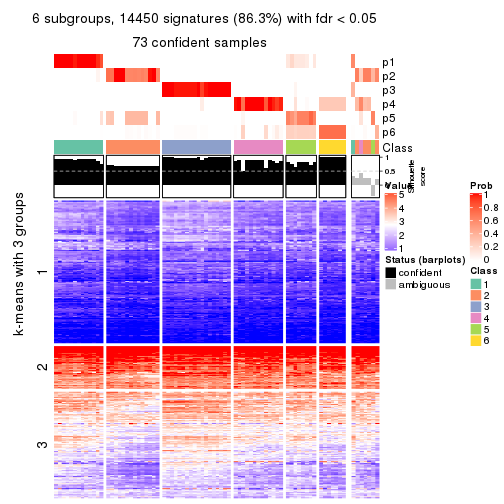 6 subgroups, 14450 signatures (86.3%) with fdr < 0.05
73 confident samples
p1
p2
p3
p4
p5
p6
Class
1
0.5
0
Silhouette
score
k-means with 3 groups
1
2
3
Value
5
4
3
2
1
Status (barplots)
confident
ambiguous
Prob
1
0.8
0.6
0.4
0.2
0
Class
1
2
3
4
5
6